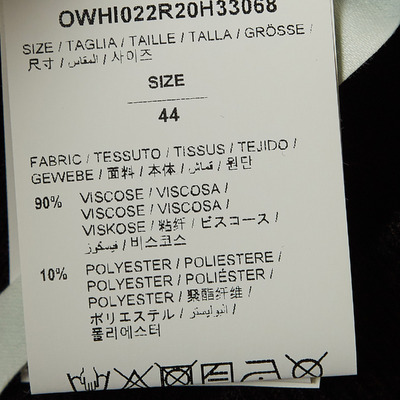 OWHI022R20H33068
SIZE / TAGLIA / TAILLE / TALLA / GRÖSSE /
尺寸 / المقاس / 사이즈
SIZE
44
FABRIC / TESSUTO / TISSUS / TEJIDO /
GEWEBE / 面料 / 本体 / قماش / 원단
90% VISCOSE / VISCOSA /
VISCOSE / VISCOSA /
VISKOSE / 粘纤 / ビスコース /
فيسكوز / 비스코스
10% POLYESTER / POLIESTERE /
POLYESTER / POLIÉSTER /
POLYESTER / 聚酯纤维 /
ポリエステル / البوليستر /
폴리에스터